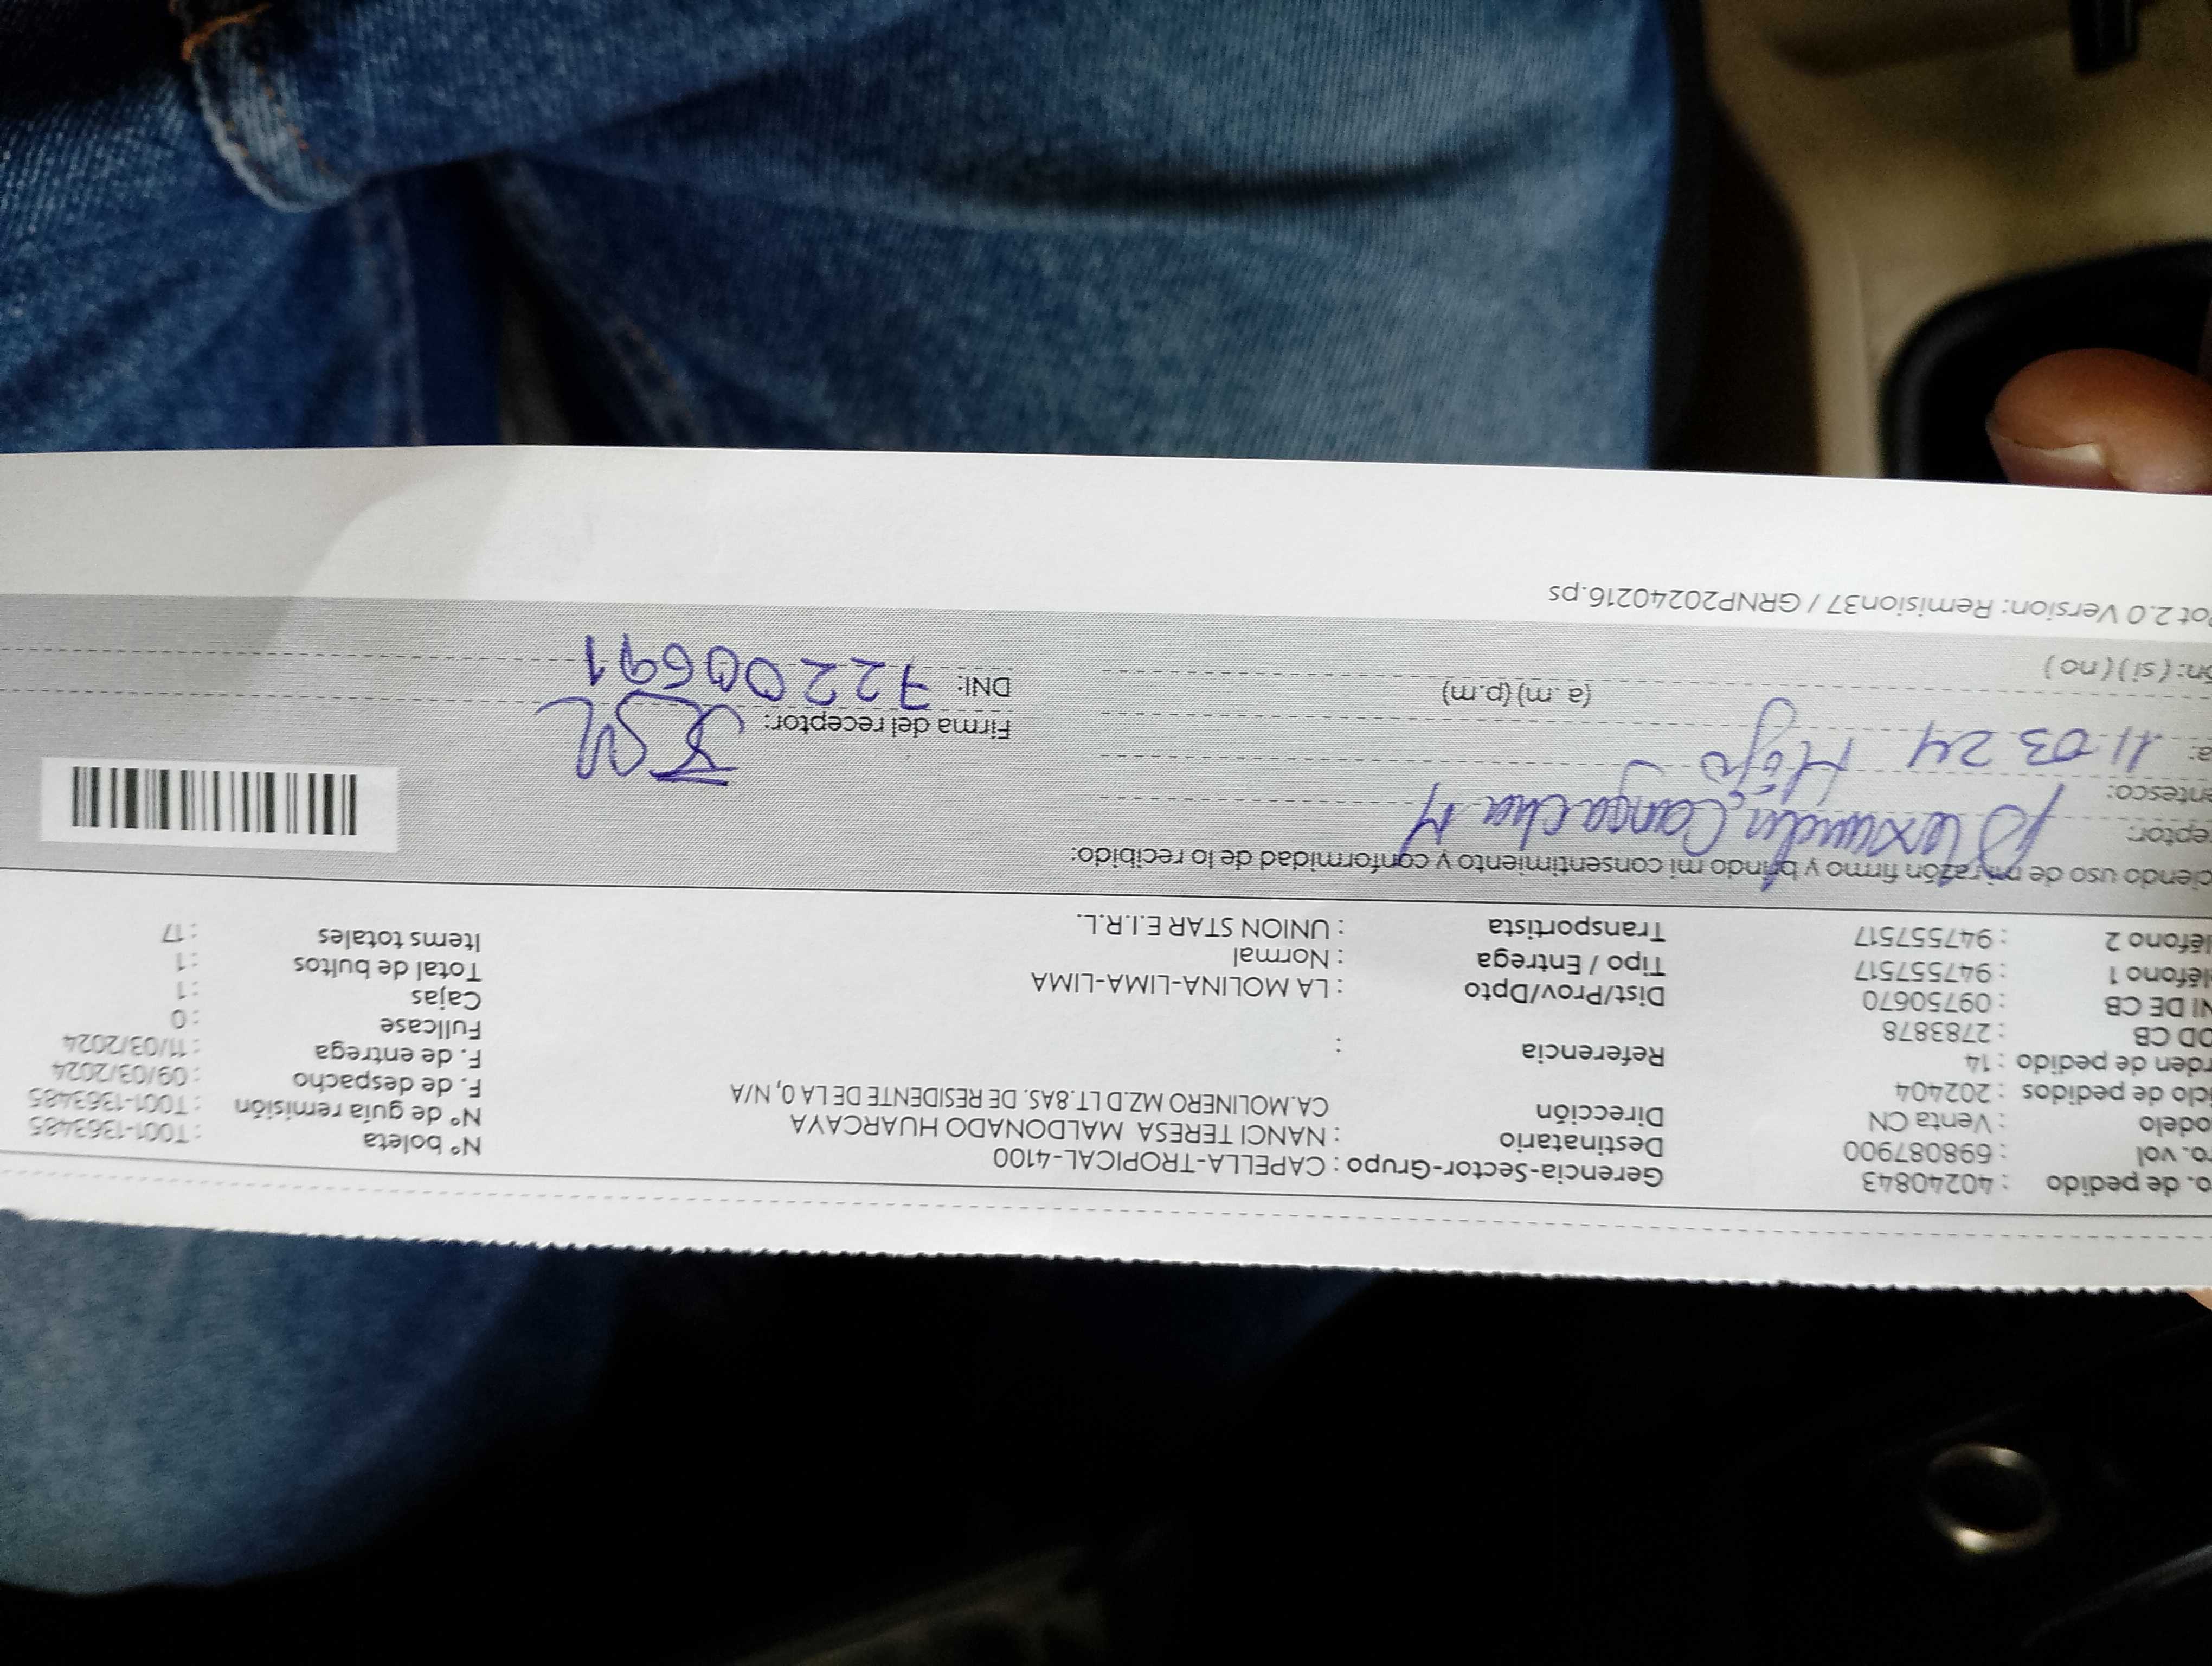 o. de pedido : 40240843 Gerencia-Sector-Grupo : CAPELLA-TROPICAL-4100 N° boleta : T001-1363485
ro. vol : 698087900 Destinatario : NANCI TERESA MALDONADO HUARCAYA N° de guía remisión : T001-1363485
odelo : Venta CN Dirección CA.MOLINERO MZ.D LT.8AS. DE RESIDENTE DE LA 0, N/A F. de despacho : 09/03/2024
iclo de pedidos : 202404 F. de entrega : 11/03/2024
rden de pedido : 14 Referencia : Fullcase : 0
OD CB : 2783878 Cajas : 1
NI DE CB : 09750670 Dist/Prov/Dpto : LA MOLINA-LIMA-LIMA Total de bultos : 1
léfono 1 : 947557517 Tipo / Entrega : Normal Items totales : 17
léfono 2 : 947557517 Transportista : UNION STAR E.I.R.L.
ciendo uso de mi razón firmo y brindo mi consentimiento y conformidad de lo recibido:
eptor: Cangacha M
entesco: Hijo
a: 11 03 24 (a .m) (p.m)
Firma del receptor:
DNI: 72200691
ón: ( si ) ( no )
Pot 2.0 Version: Remision37 / GRNP20240216.ps